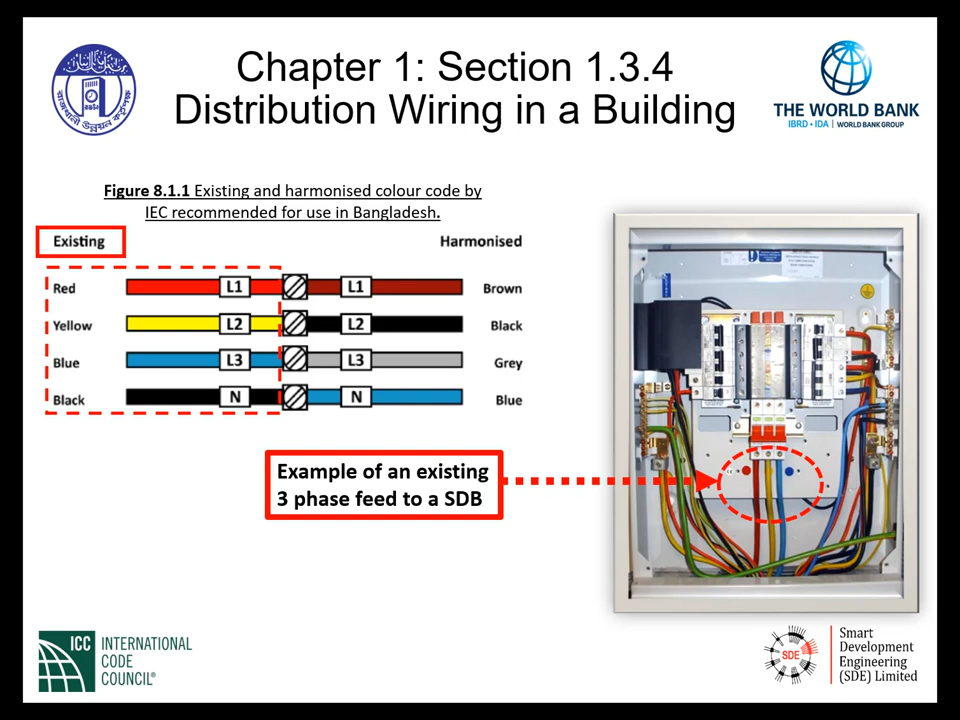 Chapter 1: Section 1.3.4
Distribution Wiring in a Building
THE WORLD BANK
IBRD • IDA | WORLD BANK GROUP
Figure 8.1.1 Existing and harmonised colour code by
IEC recommended for use in Bangladesh.
Existing
Harmonised
Red L1 L1 Brown
Yellow L2 L2 Black
Blue L3 L3 Grey
Black N N Blue
Example of an existing
3 phase feed to a SDB
ICC INTERNATIONAL
CODE
COUNCIL®
SDE
Smart
Development
Engineering
(SDE) Limited